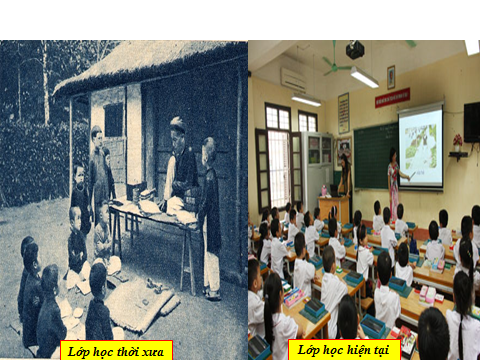 Lớp học thời xưa
Lớp học hiện tại